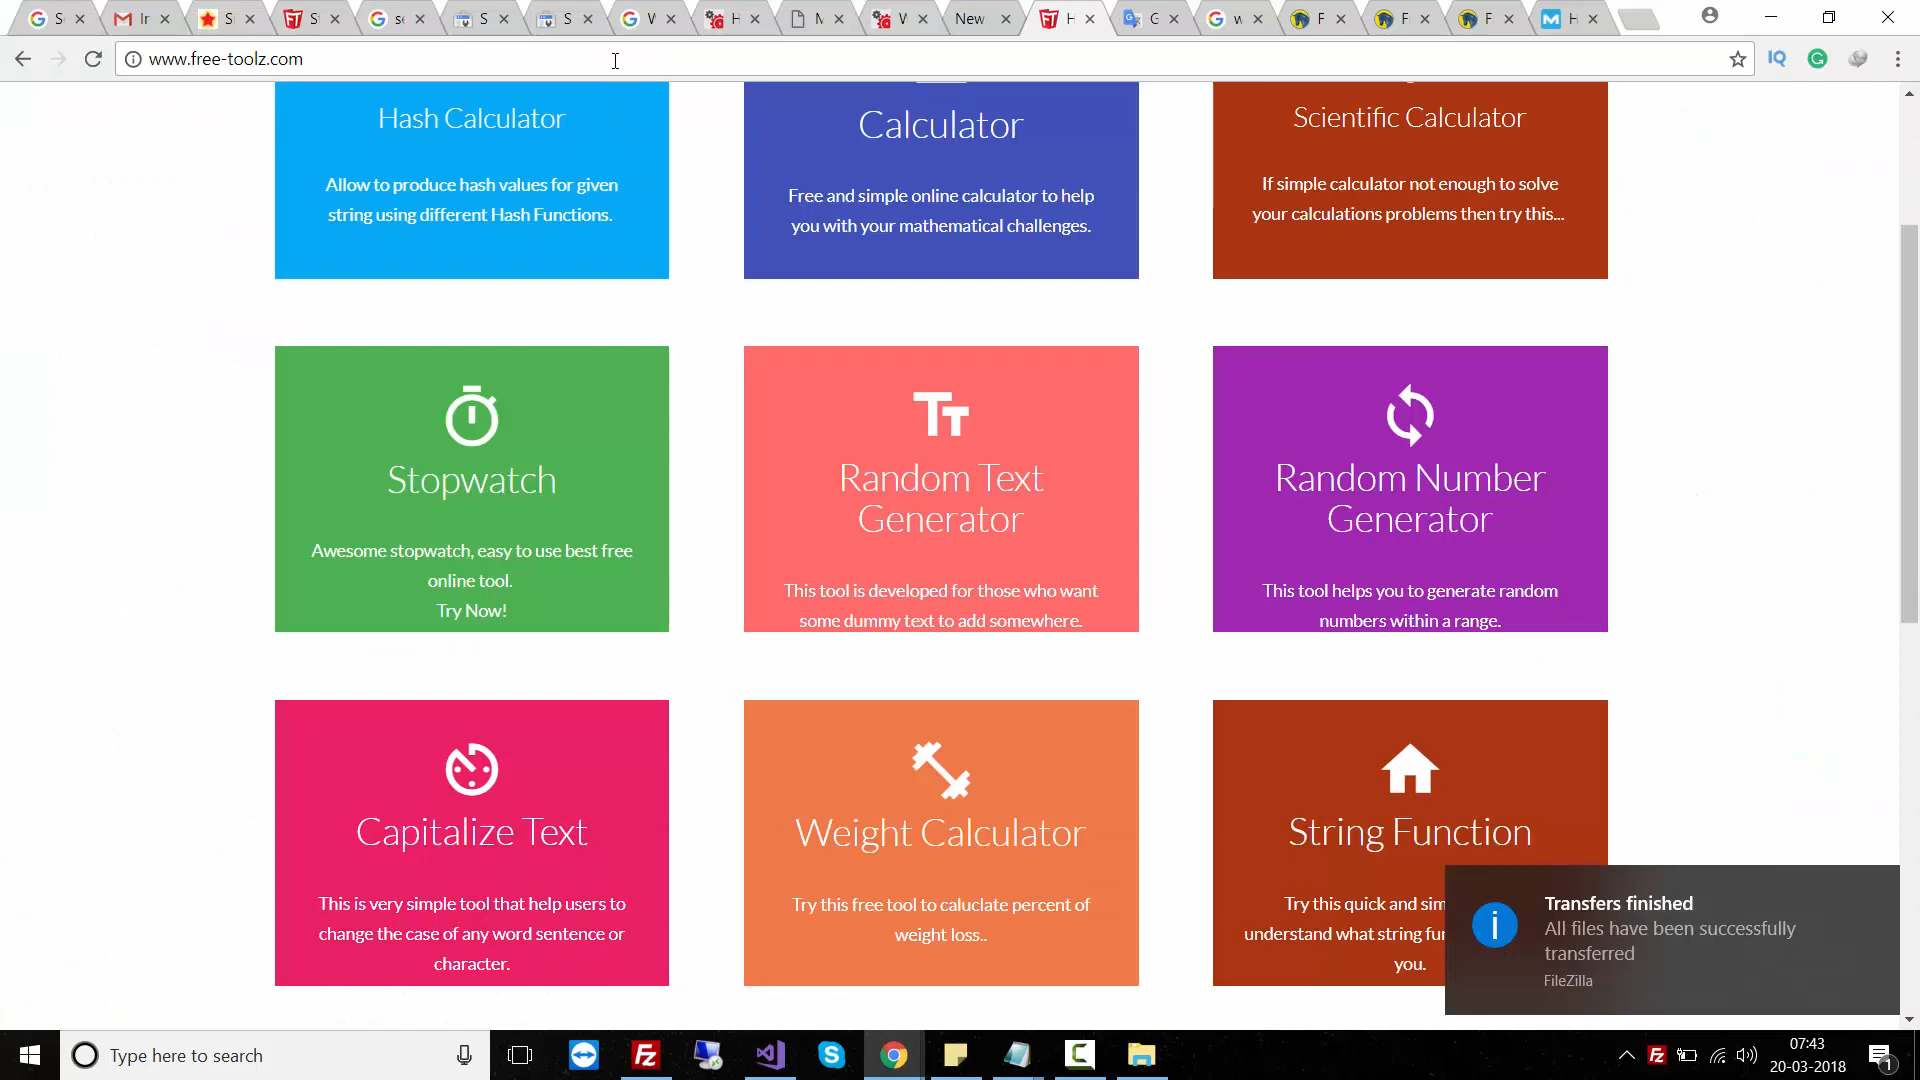 S
Ir
S
S
se
S
S
W
H
M
W
New
H
G
w
F
F
F
H
www.free-toolz.com
IQ
Hash Calculator
Allow to produce hash values for given
string using different Hash Functions.
Calculator
Free and simple online calculator to help
you with your mathematical challenges.
Scientific Calculator
If simple calculator not enough to solve
your calculations problems then try this...
Stopwatch
Awesome stopwatch, easy to use best free
online tool.
Try Now!
Random Text
Generator
This tool is developed for those who want
some dummy text to add somewhere.
Random Number
Generator
This tool helps you to generate random
numbers within a range.
Capitalize Text
This is very simple tool that help users to
change the case of any word sentence or
character.
Weight Calculator
Try this free tool to caluclate percent of
weight loss..
String Function
Try this quick and sim
understand what string fun
you.
Transfers finished
All files have been successfully
transferred
FileZilla
Type here to search
07:43
20-03-2018
1